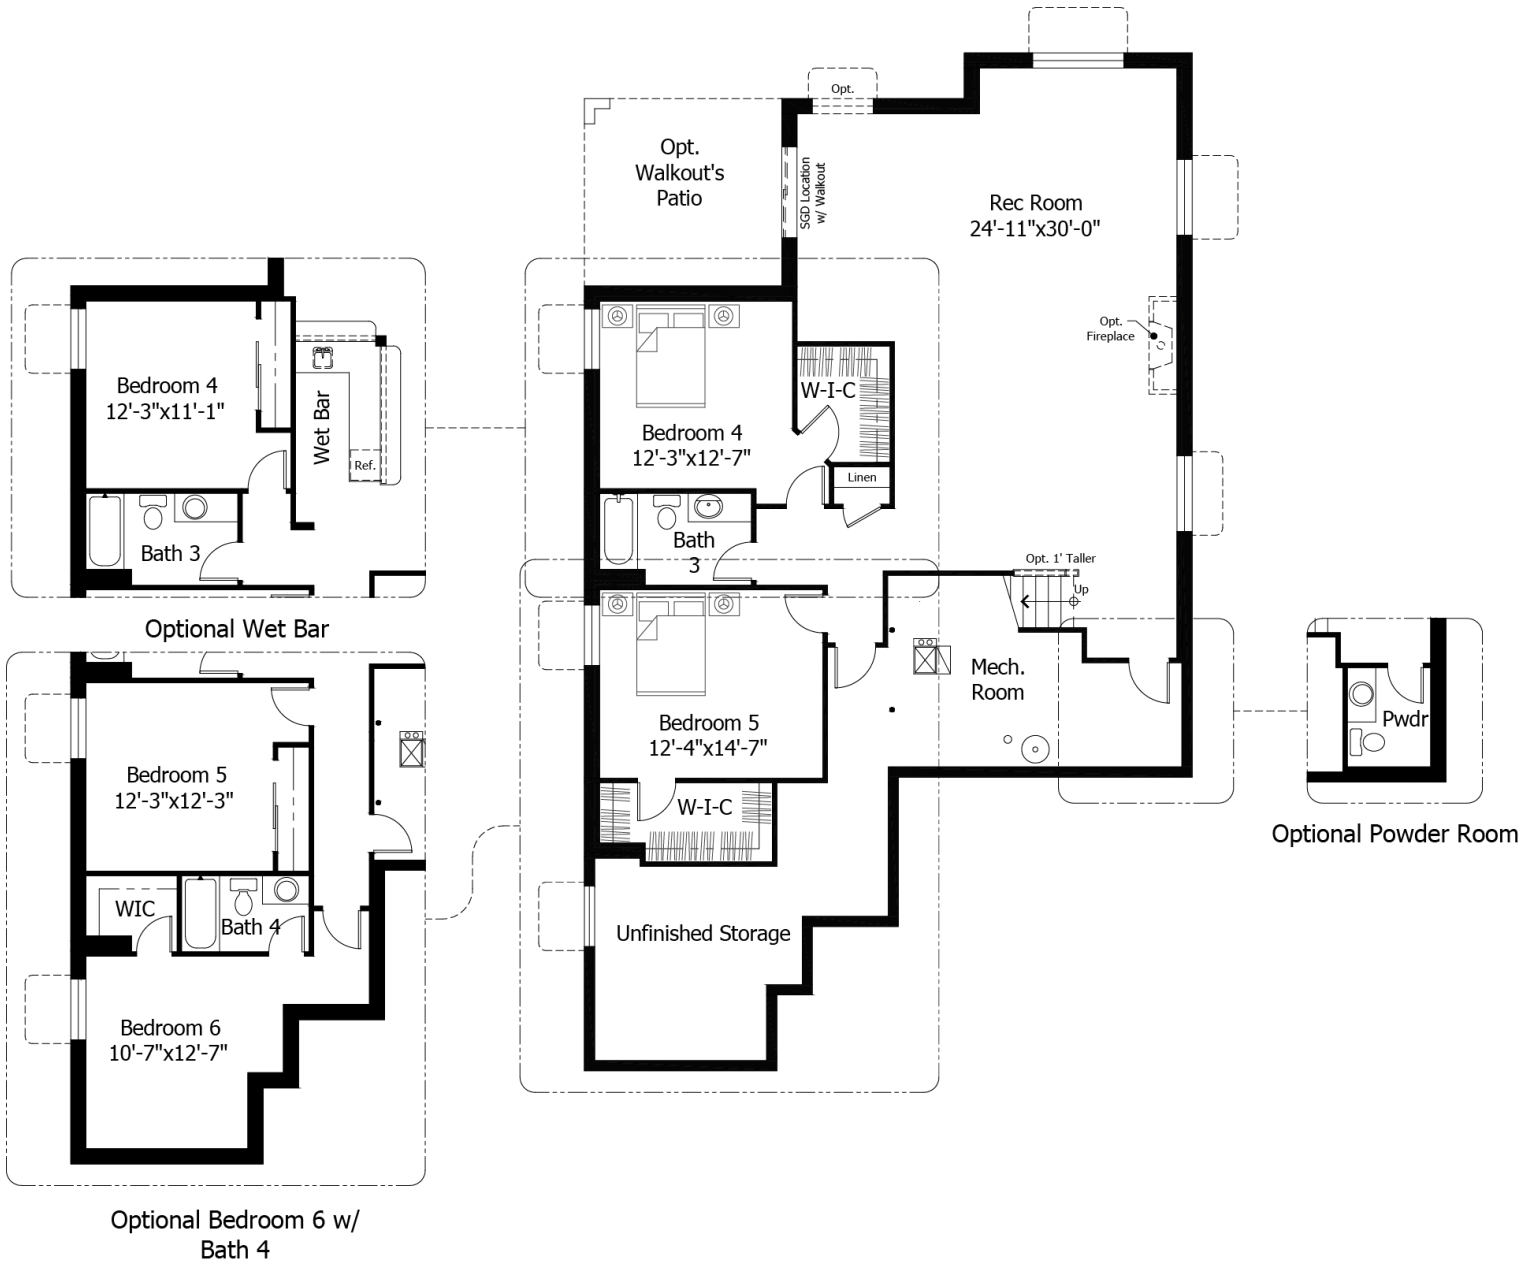 Opt.
Opt.
Walkout's
Patio
SGD Location
w/ Walkout
Rec Room
24'-11"x30'-0"
Opt.
Fireplace
Bedroom 4
12'-3"x11'-1"
Wet Bar
Ref.
Bath 3
Optional Wet Bar
W-I-C
Bedroom 4
12'-3"x12'-7"
Linen
Bath
3
Opt. 1' Taller
Up
Mech.
Room
Bedroom 5
12'-4"x14'-7"
W-I-C
Unfinished Storage
Pwdr
Optional Powder Room
Bedroom 5
12'-3"x12'-3"
WIC
Bath 4
Bedroom 6
10'-7"x12'-7"
Optional Bedroom 6 w/
Bath 4